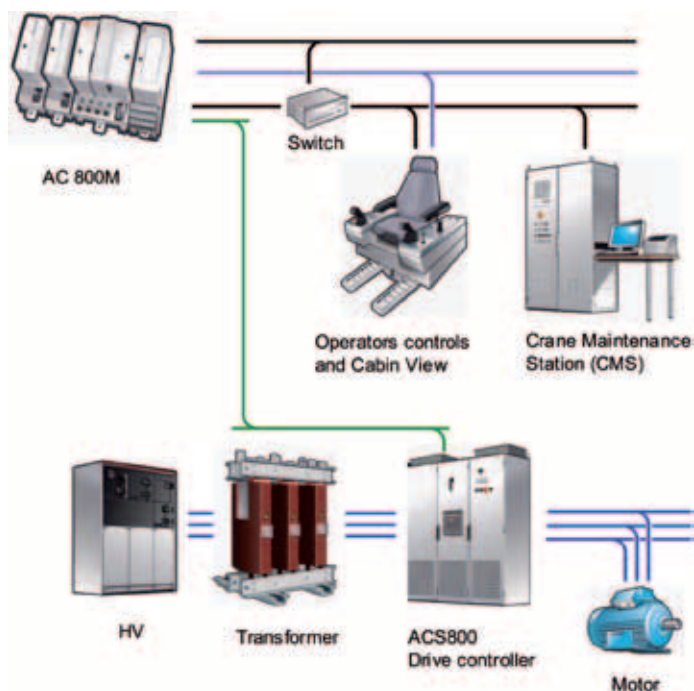 AC 800M
Switch
Operators controls
and Cabin View
Crane Maintenance
Station (CMS)
HV
Transformer
ACS800
Drive controller
Motor